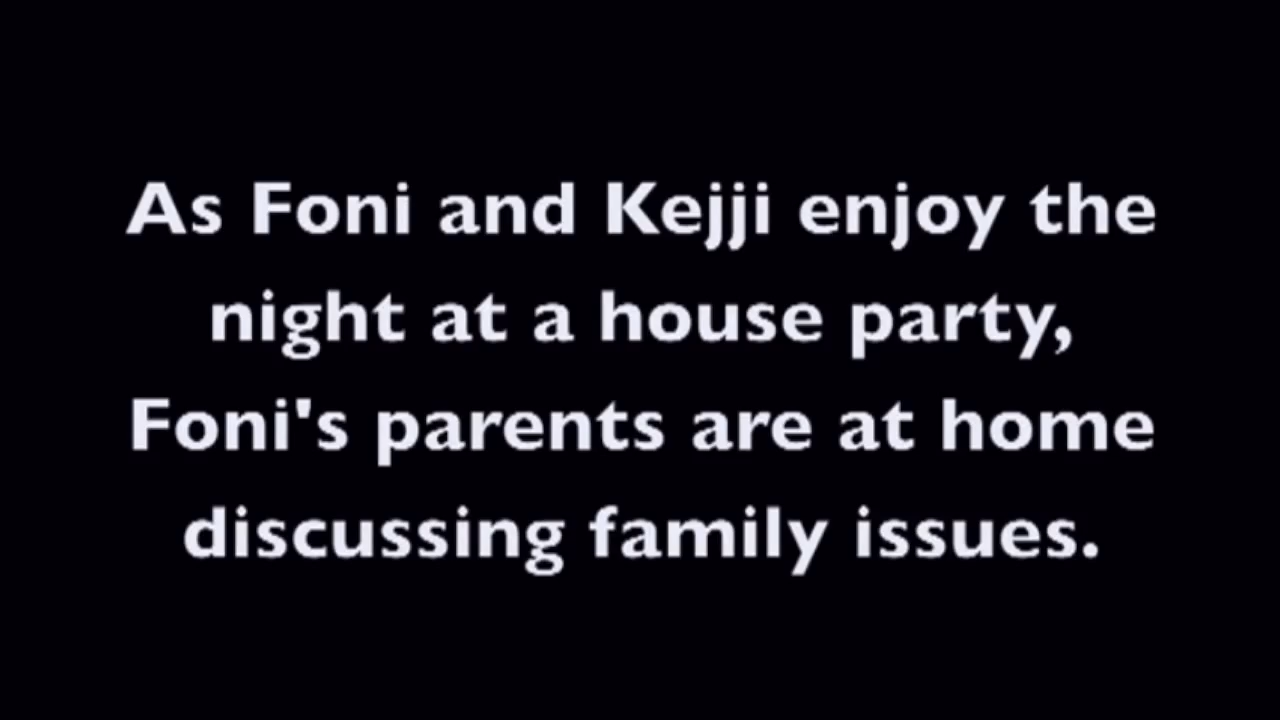 As Foni and Kejji enjoy the
night at a house party,
Foni's parents are at home
discussing family issues.